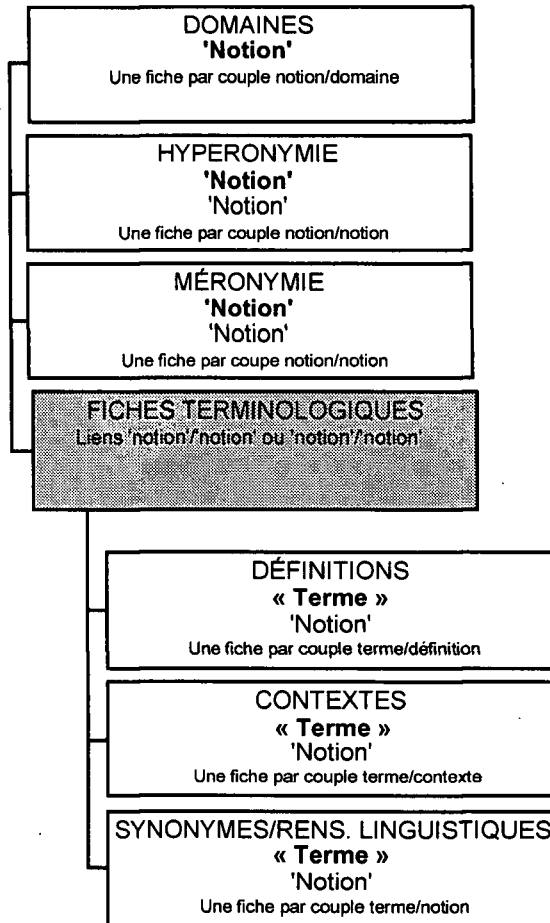 DOMAINES
'Notion'
Une fiche par couple notion/domaine
HYPERONYMIE
'Notion'
'Notion'
Une fiche par couple notion/notion
MÉRONYMIE
'Notion'
'Notion'
Une fiche par coupe notion/notion
FICHES TERMINOLOGIQUES
Liens 'notion'/'notion' ou 'notion'/'notion'
DÉFINITIONS
« Terme »
'Notion'
Une fiche par couple terme/définition
CONTEXTES
« Terme »
'Notion'
Une fiche par couple terme/contexte
SYNONYMES/RENS. LINGUISTIQUES
« Terme »
'Notion'
Une fiche par couple terme/notion